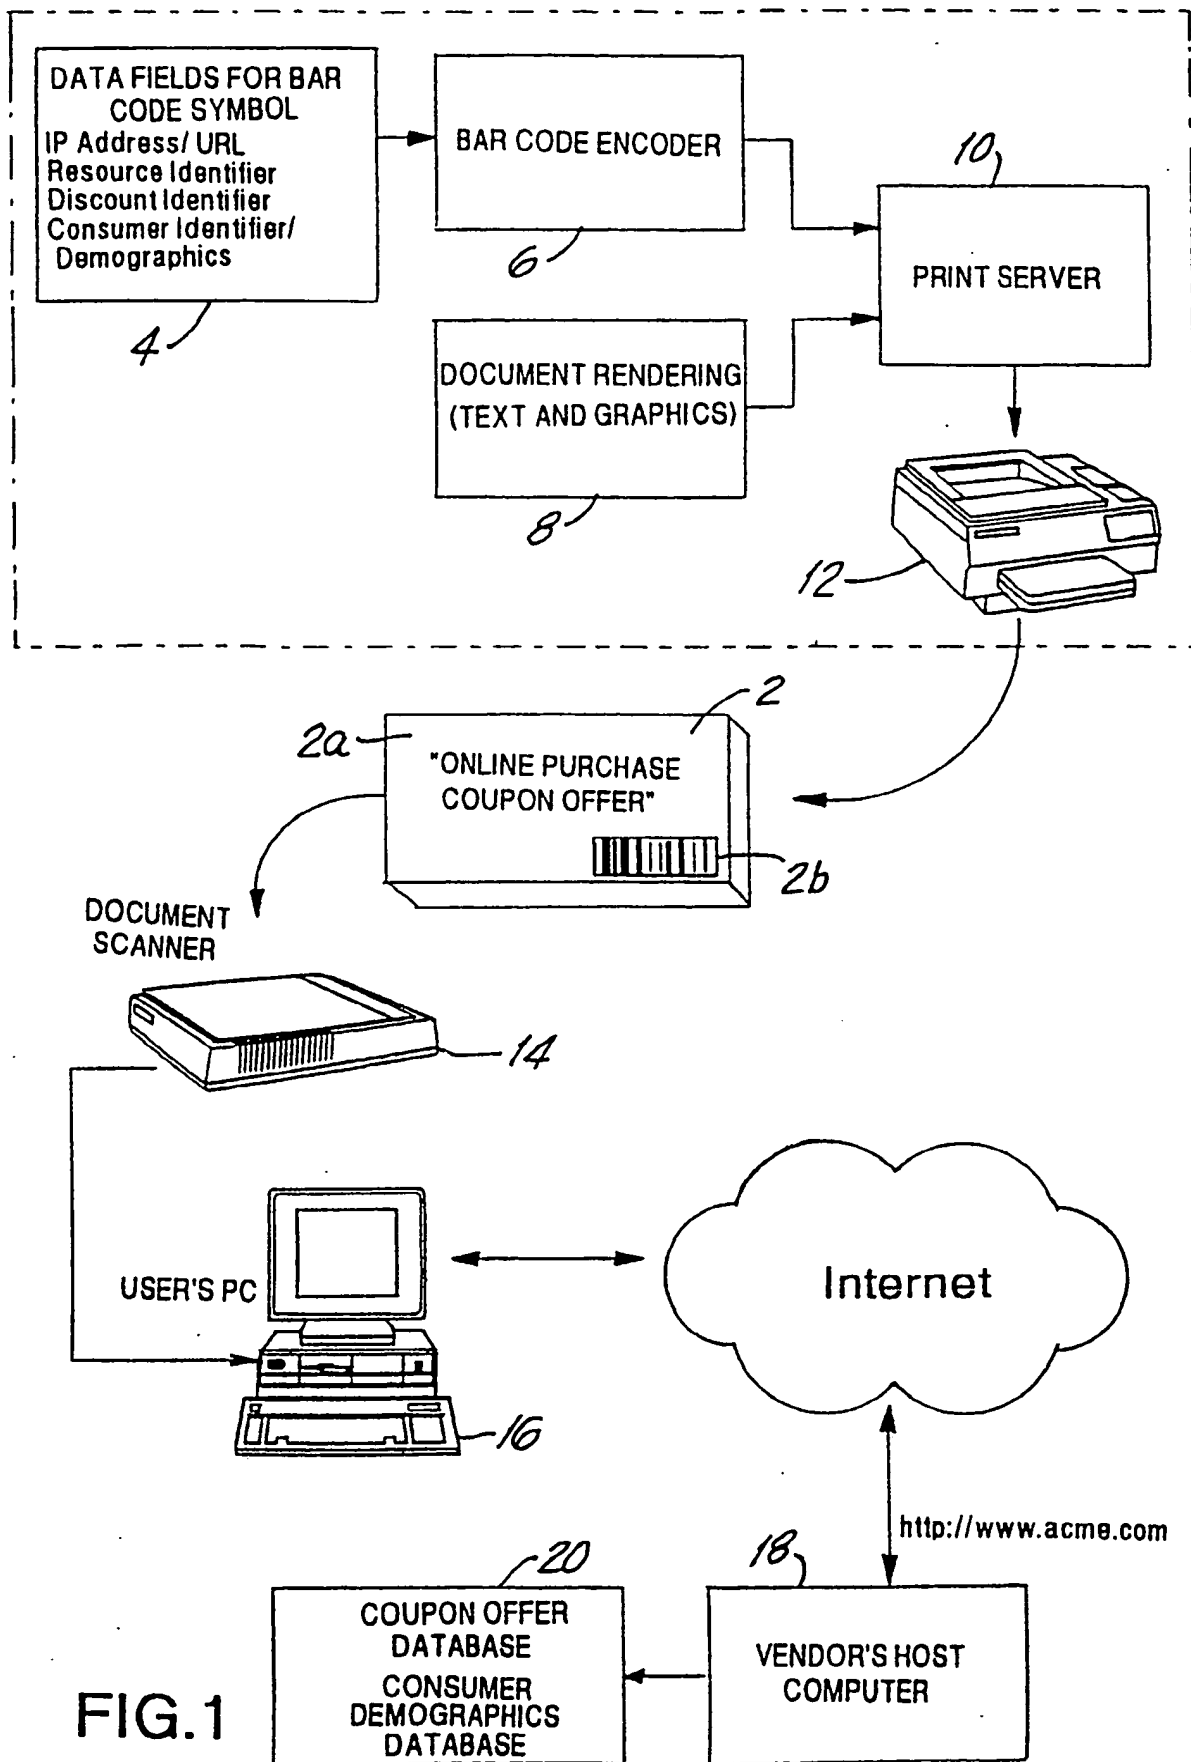 DATA FIELDS FOR BAR
CODE SYMBOL
IP Address/ URL
Resource Identifier
Discount Identifier
Consumer Identifier/
Demographics
4
BAR CODE ENCODER
6
DOCUMENT RENDERING
(TEXT AND GRAPHICS)
8
10
PRINT SERVER
12
2
2a
"ONLINE PURCHASE
COUPON OFFER"
2b
DOCUMENT
SCANNER
14
USER'S PC
16
Internet
http://www.acme.com
18
VENDOR'S HOST
COMPUTER
20
COUPON OFFER
DATABASE
CONSUMER
DEMOGRAPHICS
DATABASE
FIG.1